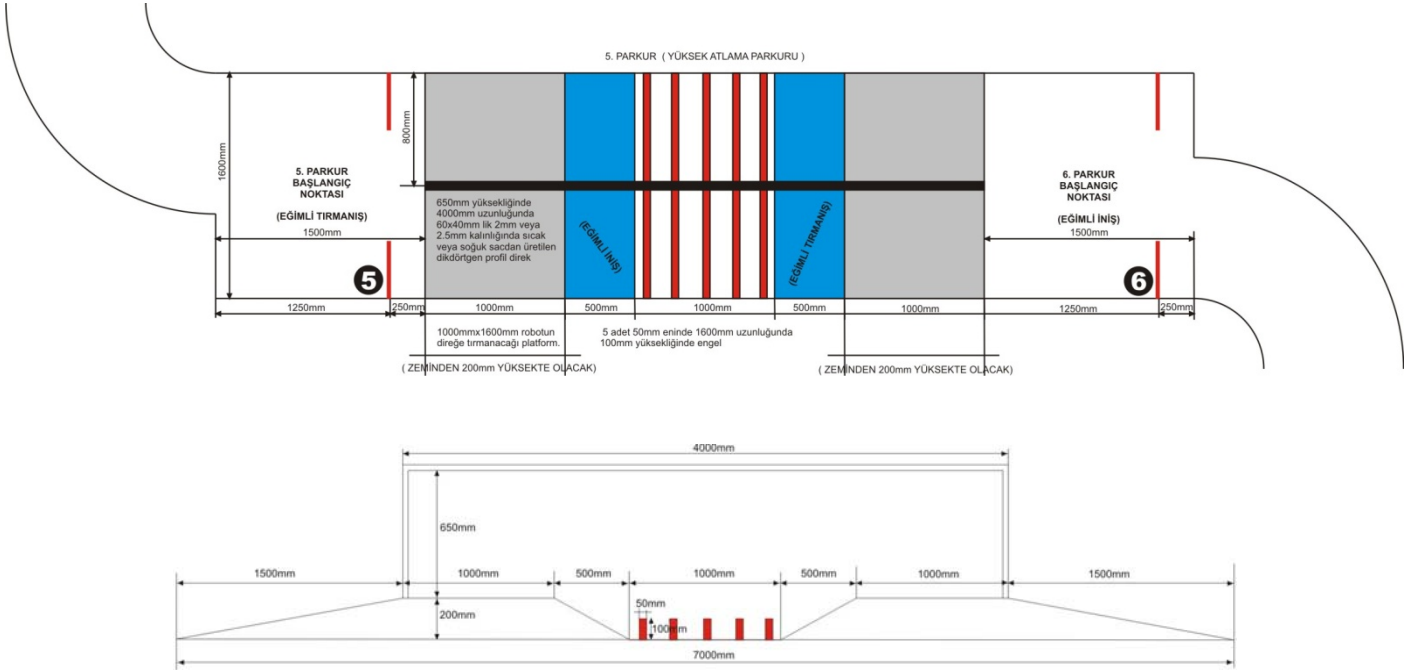 5. PARKUR ( YÜKSEK ATLAMA PARKURU )
1600mm
800mm
5. PARKUR
BAŞLANGIÇ
NOKTASI
(EĞİMLİ TIRMANIŞ)
1500mm
650mm yüksekliğinde
4000mm uzunluğunda
60x40mm lik 2mm veya
2.5mm kalınlığında sıcak
veya soğuk sacdan üretilen
dikdörtgen profil direk
(EĞİMLİ İNİŞ)
(EĞİMLİ TIRMANIŞ)
6. PARKUR
BAŞLANGIÇ
NOKTASI
(EĞİMLİ İNİŞ)
1500mm
5
6
1250mm
250mm
1000mm
500mm
1000mm
500mm
1000mm
1250mm
250mm
1000mmx1600mm robotun
direğe tırmanacağı platform.
5 adet 50mm eninde 1600mm uzunluğunda
100mm yüksekliğinde engel
( ZEMİNDEN 200mm YÜKSEKTE OLACAK)
( ZEMİNDEN 200mm YÜKSEKTE OLACAK)
4000mm
650mm
1500mm
1000mm
500mm
1000mm
500mm
1000mm
1500mm
200mm
50mm
100mm
7000mm